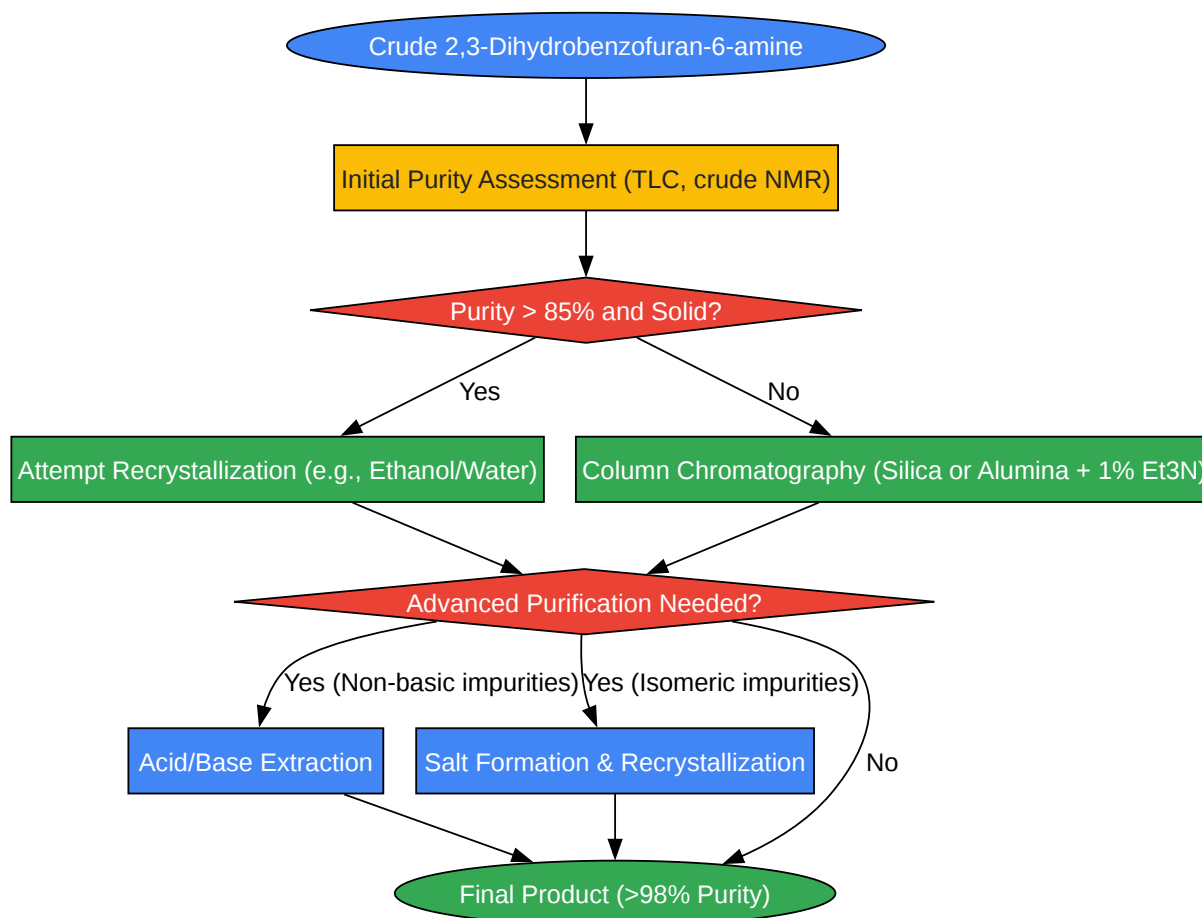 Crude 2,3-Dihydrobenzofuran-6-amine
Initial Purity Assessment (TLC, crude NMR)
Purity > 85% and Solid?
Yes
No
Attempt Recrystallization (e.g., Ethanol/Water)
Column Chromatography (Silica or Alumina + 1% Et3N)
Advanced Purification Needed?
Yes (Non-basic impurities)
Yes (Isomeric impurities)
Acid/Base Extraction
Salt Formation & Recrystallization
No
Final Product (>98% Purity)